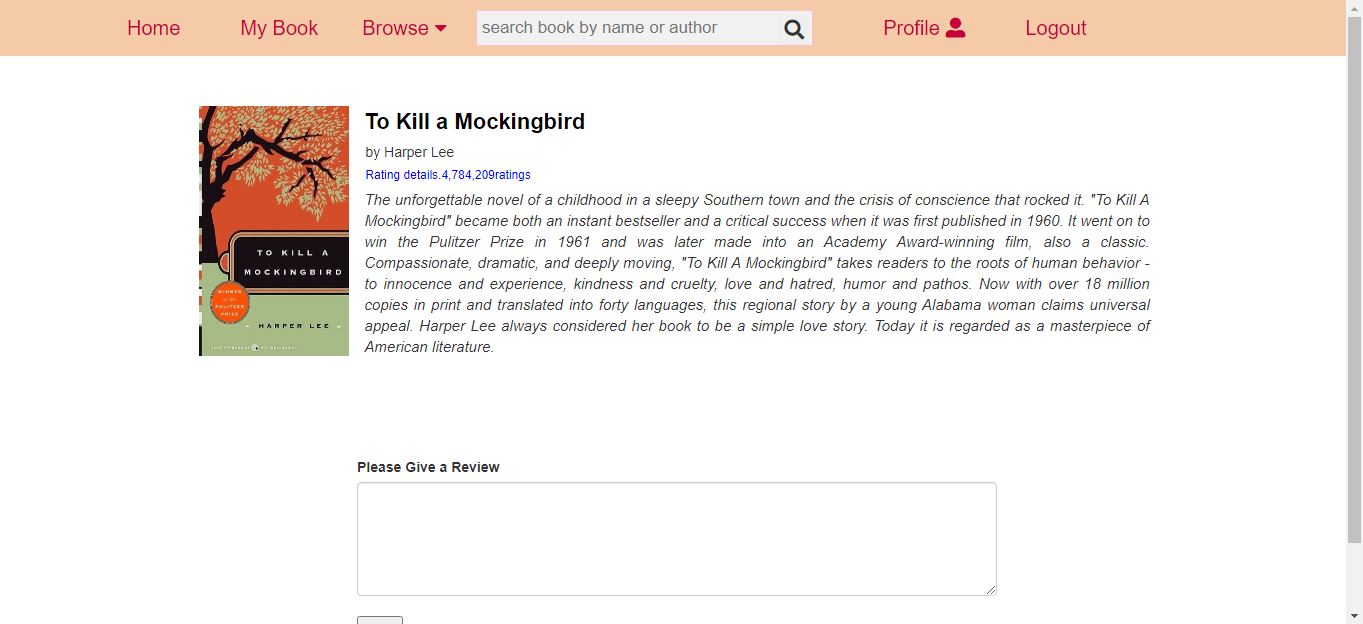 Home
My Book
Browse
search book by name or author
Profile
Logout
To Kill a Mockingbird
by Harper Lee
Rating details.4,784,209ratings
The unforgettable novel of a childhood in a sleepy Southern town and the crisis of conscience that rocked it. "To Kill A
Mockingbird" became both an instant bestseller and a critical success when it was first published in 1960. It went on to
win the Pulitzer Prize in 1961 and was later made into an Academy Award-winning film, also a classic.
Compassionate, dramatic, and deeply moving, "To Kill A Mockingbird" takes readers to the roots of human behavior -
to innocence and experience, kindness and cruelty, love and hatred, humor and pathos. Now with over 18 million
copies in print and translated into forty languages, this regional story by a young Alabama woman claims universal
appeal. Harper Lee always considered her book to be a simple love story. Today it is regarded as a masterpiece of
American literature.
TO KILL A
MOCKINGBIRD
WINNER
of the
PULITZER
PRIZE
HARPER LEE
Please Give a Review